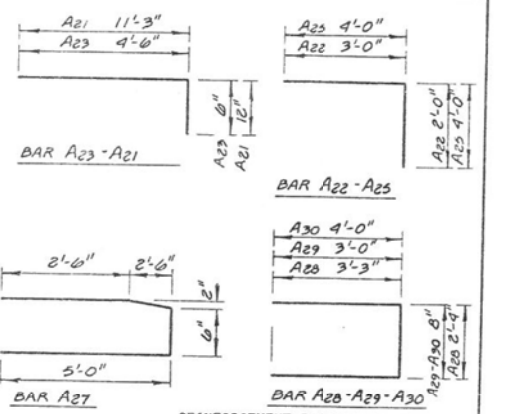 A21 11'-3"
A23 4'-6"
6"
12"
A23
A21
BAR A23-A21
A25 4'-0"
A22 3'-0"
A22 2'-0"
A25 4'-0"
BAR A22-A25
2'-6" 2'-6"
2"
6"
5'-0"
BAR A27
A30 4'-0"
A29 3'-0"
A28 3'-3"
A29-A30 8"
A28 2'-4"
BAR A28-A29-A30